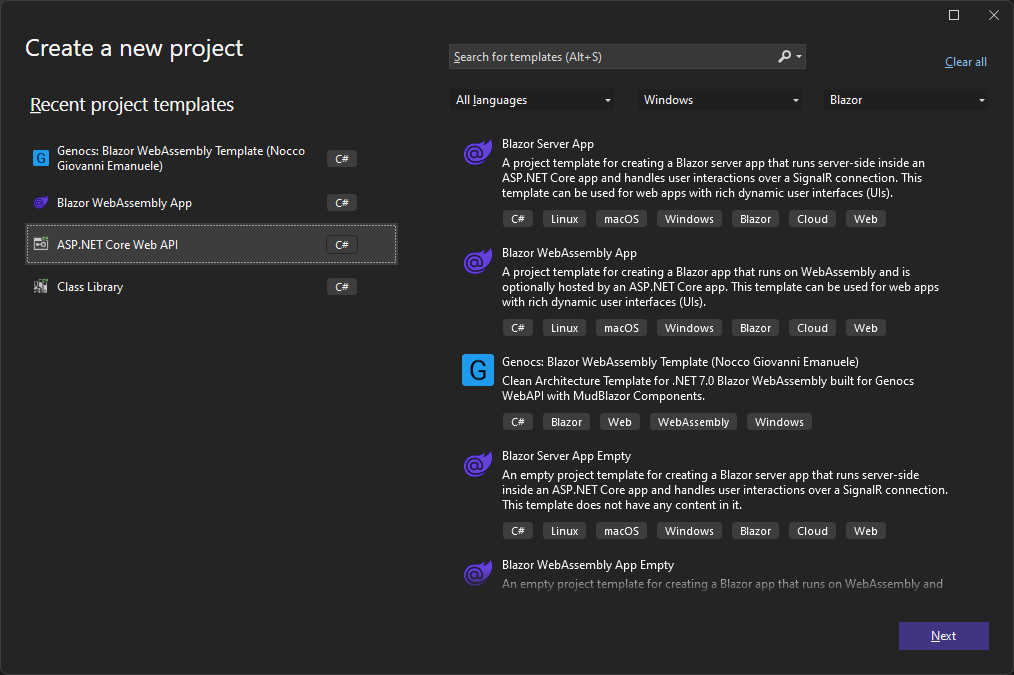 Create a new project
Search for templates (Alt+S)
Clear all
Recent project templates
All languages
Windows
Blazor
G
Genocs: Blazor WebAssembly Template (Nocco
Giovanni Emanuele)
C#
Blazor WebAssembly App
C#
ASP.NET Core Web API
C#
Class Library
C#
Blazor Server App
A project template for creating a Blazor server app that runs server-side inside an
ASP.NET Core app and handles user interactions over a SignalR connection. This
template can be used for web apps with rich dynamic user interfaces (UIs).
C# Linux macOS Windows Blazor Cloud Web
Blazor WebAssembly App
A project template for creating a Blazor app that runs on WebAssembly and is
optionally hosted by an ASP.NET Core app. This template can be used for web apps
with rich dynamic user interfaces (UIs).
C# Linux macOS Windows Blazor Cloud Web
G
Genocs: Blazor WebAssembly Template (Nocco Giovanni Emanuele)
Clean Architecture Template for .NET 7.0 Blazor WebAssembly built for Genocs
WebAPI with MudBlazor Components.
C# Blazor Web WebAssembly Windows
Blazor Server App Empty
An empty project template for creating a Blazor server app that runs server-side
inside an ASP.NET Core app and handles user interactions over a SignalR connection.
This template does not have any content in it.
C# Linux macOS Windows Blazor Cloud Web
Blazor WebAssembly App Empty
An empty project template for creating a Blazor app that runs on WebAssembly and
Next